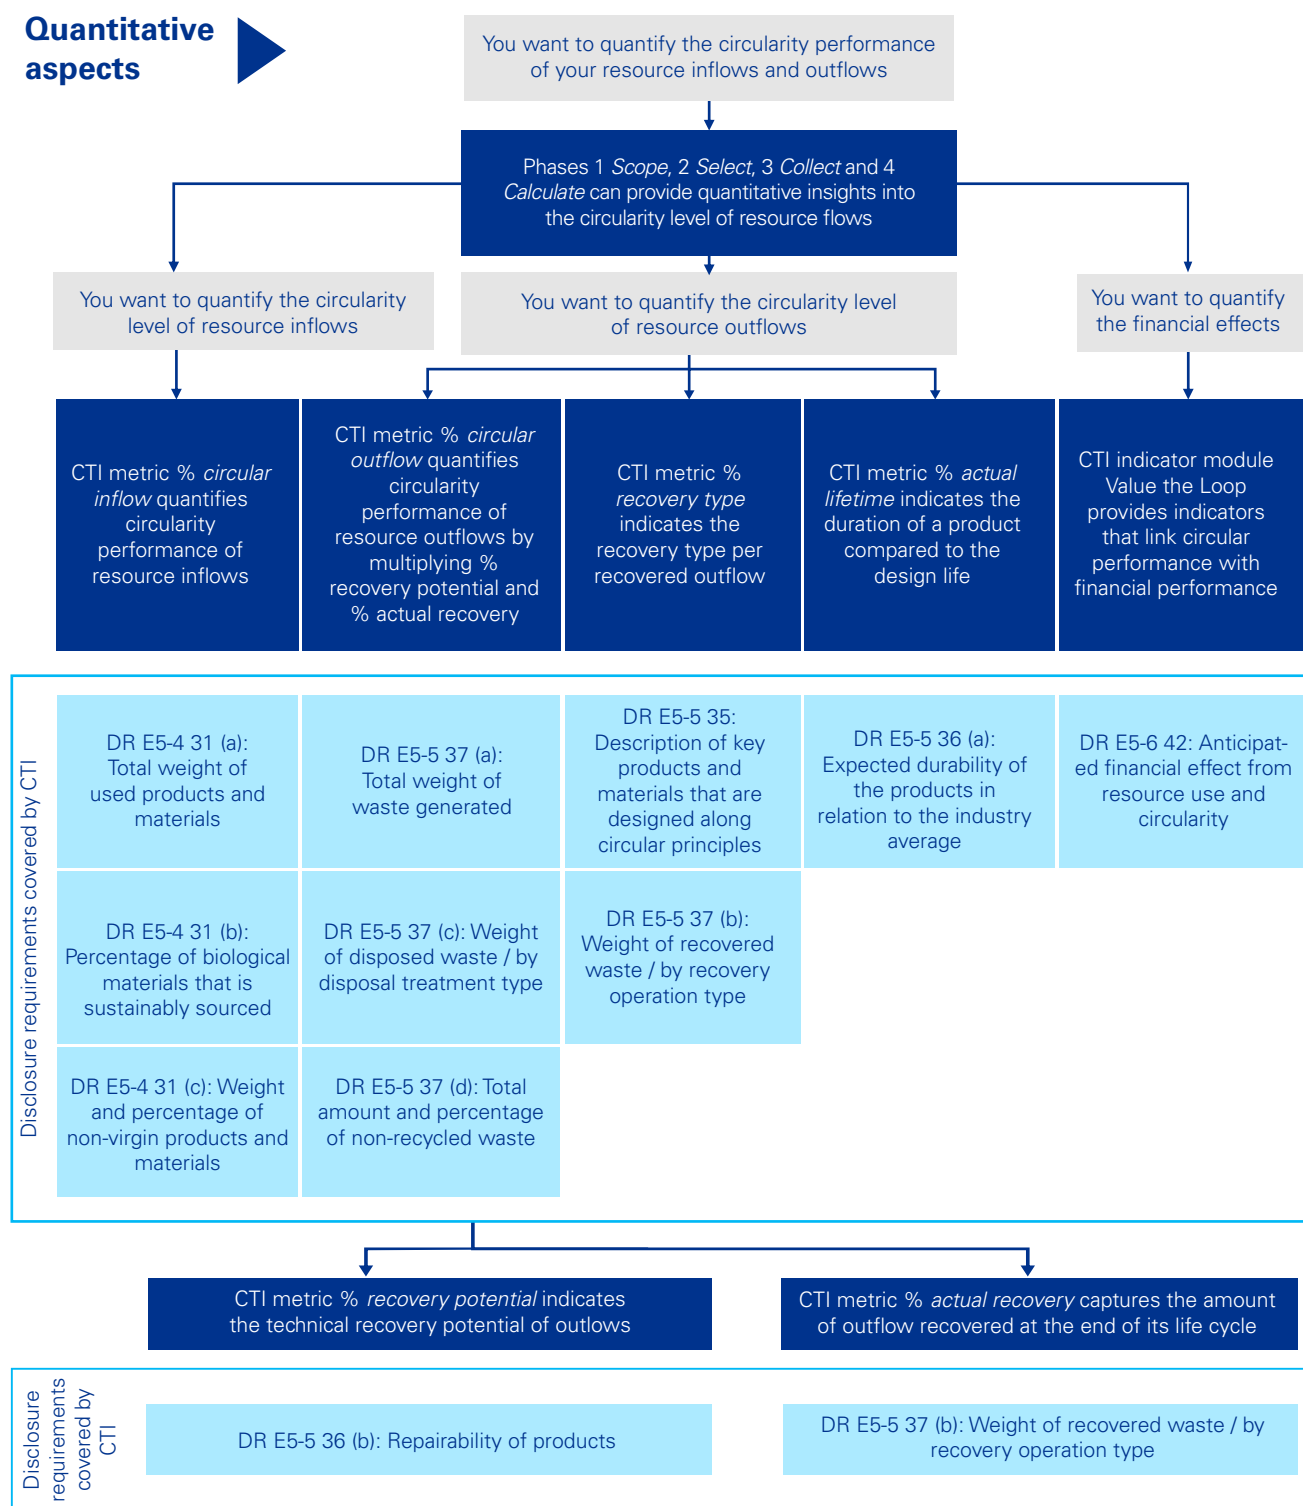 Quantitative
aspects
You want to quantify the circularity performance
of your resource inflows and outflows
Phases 1 Scope, 2 Select, 3 Collect and 4
Calculate can provide quantitative insights into
the circularity level of resource flows
You want to quantify the circularity
level of resource inflows
You want to quantify the circularity level
of resource outflows
You want to quantify
the financial effects
CTI metric % circular
inflow quantifies
circularity
performance of
resource inflows
CTI metric % circular
outflow quantifies
circularity
performance of
resource outflows by
multiplying %
recovery potential and
% actual recovery
CTI metric %
recovery type
indicates the
recovery type per
recovered outflow
CTI metric % actual
lifetime indicates the
duration of a product
compared to the
design life
CTI indicator module
Value the Loop
provides indicators
that link circular
performance with
financial performance
Disclosure requirements covered by CTI
DR E5-4 31 (a):
Total weight of
used products and
materials
DR E5-5 37 (a):
Total weight of
waste generated
DR E5-5 35:
Description of key
products and
materials that are
designed along
circular principles
DR E5-5 36 (a):
Expected durability of
the products in
relation to the industry
average
DR E5-6 42: Anticipat-
ed financial effect from
resource use and
circularity
DR E5-4 31 (b):
Percentage of biological
materials that is
sustainably sourced
DR E5-5 37 (c): Weight
of disposed waste / by
disposal treatment type
DR E5-5 37 (b):
Weight of recovered
waste / by recovery
operation type
DR E5-4 31 (c): Weight
and percentage of
non-virgin products and
materials
DR E5-5 37 (d): Total
amount and percentage
of non-recycled waste
CTI metric % recovery potential indicates
the technical recovery potential of outlows
CTI metric % actual recovery captures the amount
of outflow recovered at the end of its life cycle
Disclosure
requirements
covered by
CTI
DR E5-5 36 (b): Repairability of products
DR E5-5 37 (b): Weight of recovered waste / by
recovery operation type